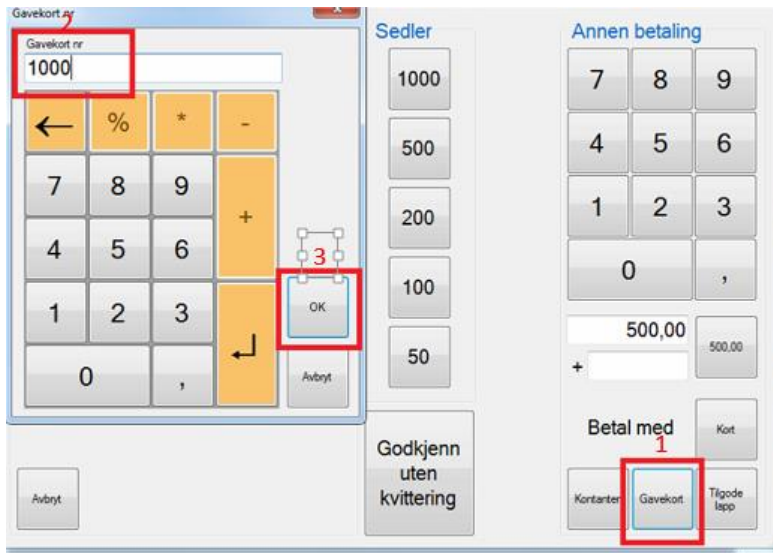 Gavekort nr
2
Gavekort nr
1000
← % * -
7 8 9
+
4 5 6
1 2 3
0 ,
3
OK
Avbryt
Avbryt
Sedler
1000
500
200
100
50
Godkjenn
uten
kvittering
Annen betaling
7 8 9
4 5 6
1 2 3
0 ,
500,00
500,00
+
Betal med
Kort
1
Kontanter
Gavekort
Tilgode
lapp